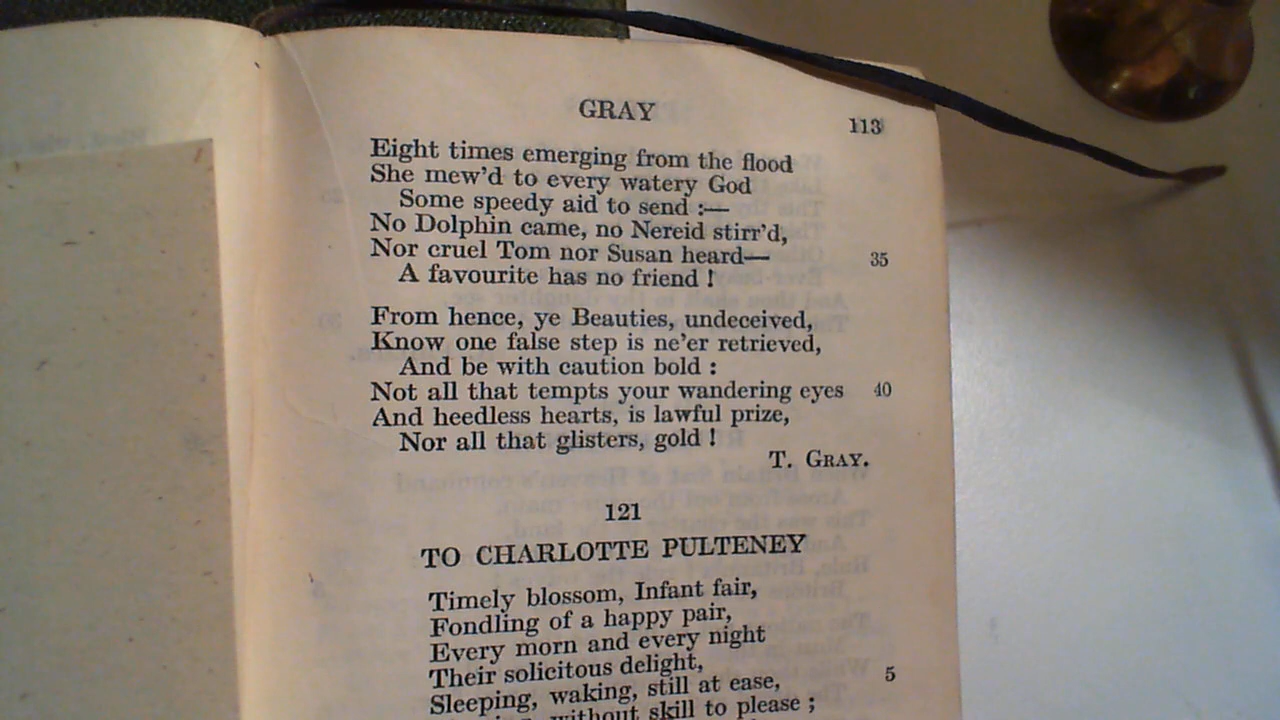 GRAY 113
Eight times emerging from the flood
She mew'd to every watery God
Some speedy aid to send :—
No Dolphin came, no Nereid stirr'd,
Nor cruel Tom nor Susan heard— 35
A favourite has no friend !
From hence, ye Beauties, undeceived,
Know one false step is ne'er retrieved,
And be with caution bold :
Not all that tempts your wandering eyes 40
And heedless hearts, is lawful prize,
Nor all that glisters, gold !
T. GRAY.
121
TO CHARLOTTE PULTENEY
Timely blossom, Infant fair,
Fondling of a happy pair,
Every morn and every night
Their solicitous delight,
Sleeping, waking, still at ease, 5
without skill to please ;